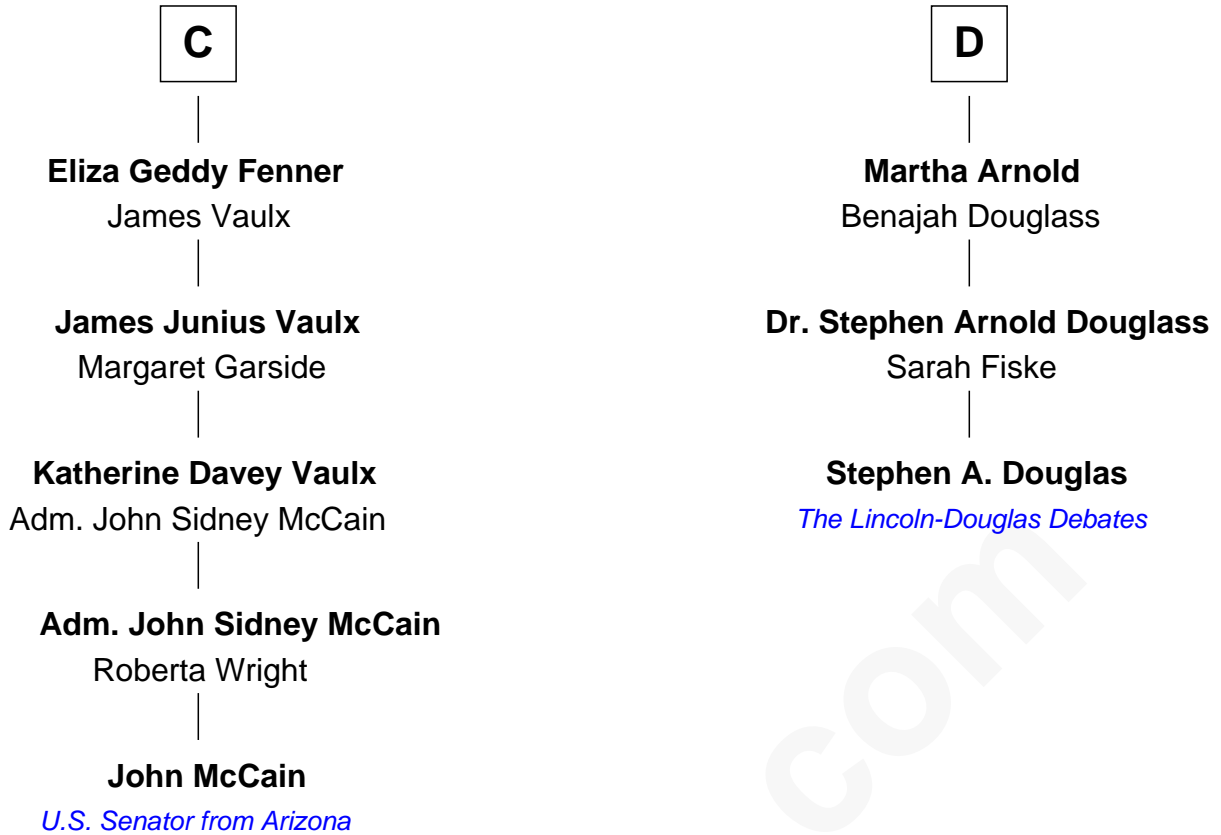 C
Eliza Geddy Fenner
James Vaulx
James Junius Vaulx
Margaret Garside
Katherine Davey Vaulx
Adm. John Sidney McCain
Adm. John Sidney McCain
Roberta Wright
John McCain
U.S. Senator from Arizona
D
Martha Arnold
Benajah Douglass
Dr. Stephen Arnold Douglass
Sarah Fiske
Stephen A. Douglas
The Lincoln-Douglas Debates
com